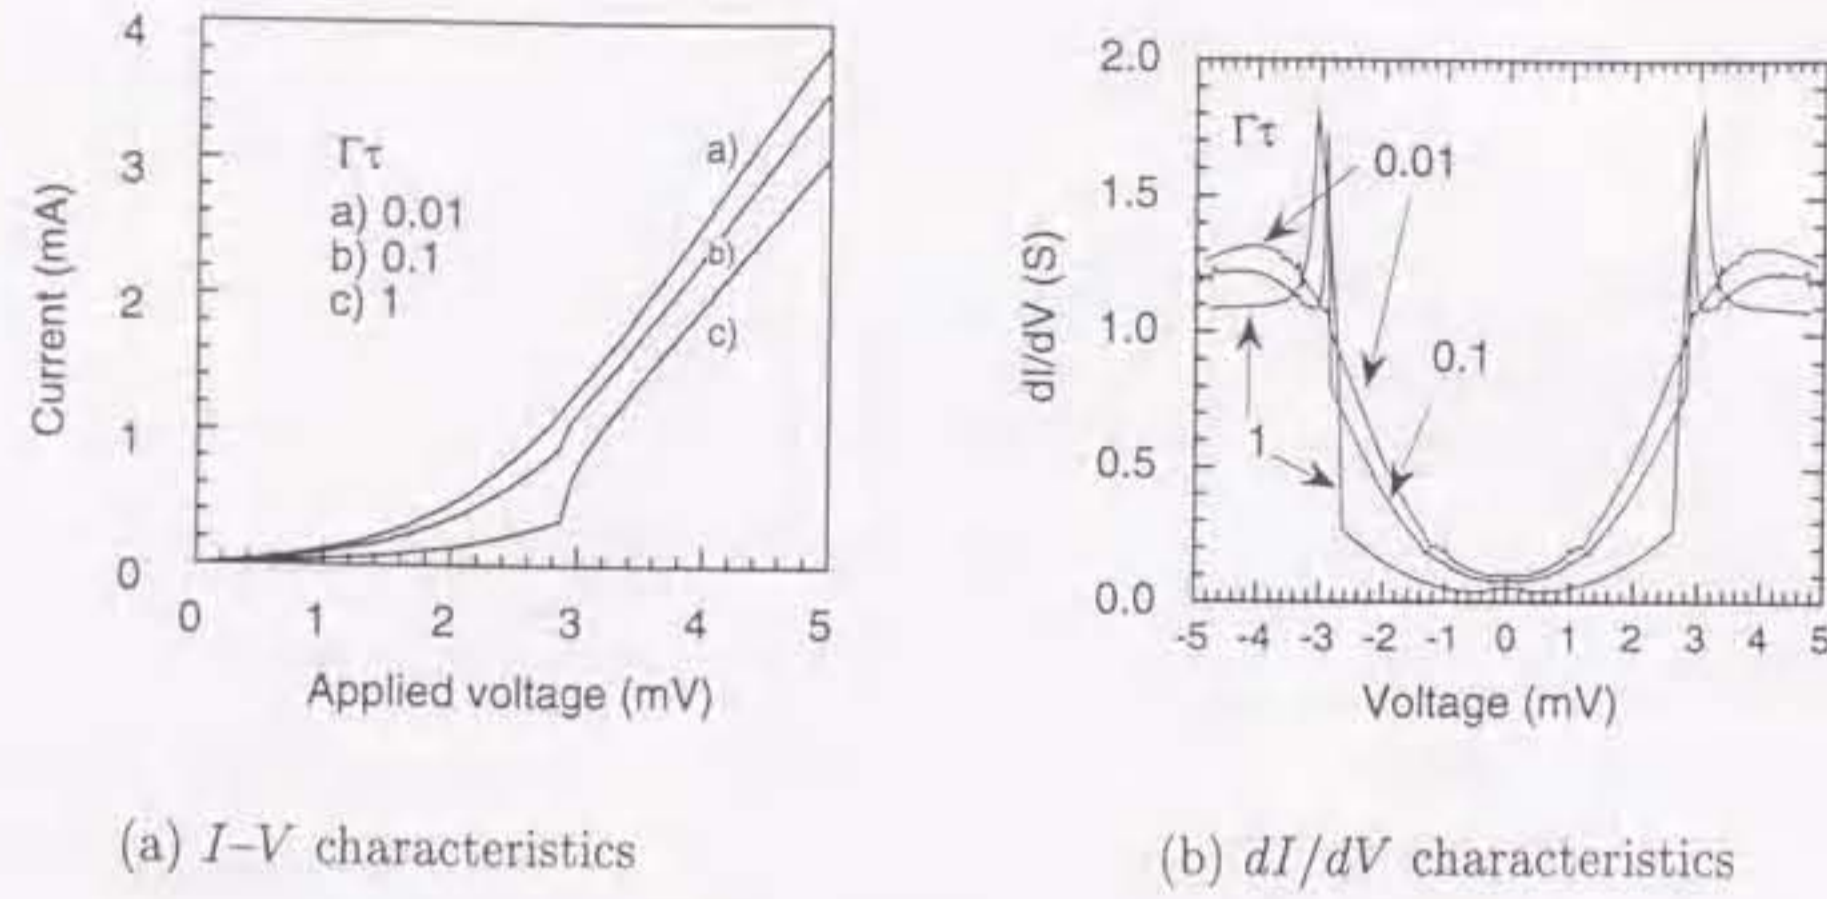 4
3
2
1
0
Current (mA)
Γτ
a) 0.01
b) 0.1
c) 1
a)
b)
c)
0 1 2 3 4 5
Applied voltage (mV)
(a) I–V characteristics
2.0
1.5
1.0
0.5
0.0
dI/dV (S)
Γτ
0.01
0.1
1
-5 -4 -3 -2 -1 0 1 2 3 4 5
Voltage (mV)
(b) dI/dV characteristics